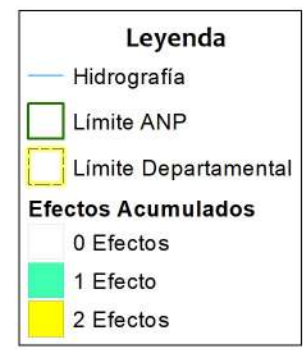 Leyenda
Hidrografía
Límite ANP
Límite Departamental
Efectos Acumulados
0 Efectos
1 Efecto
2 Efectos